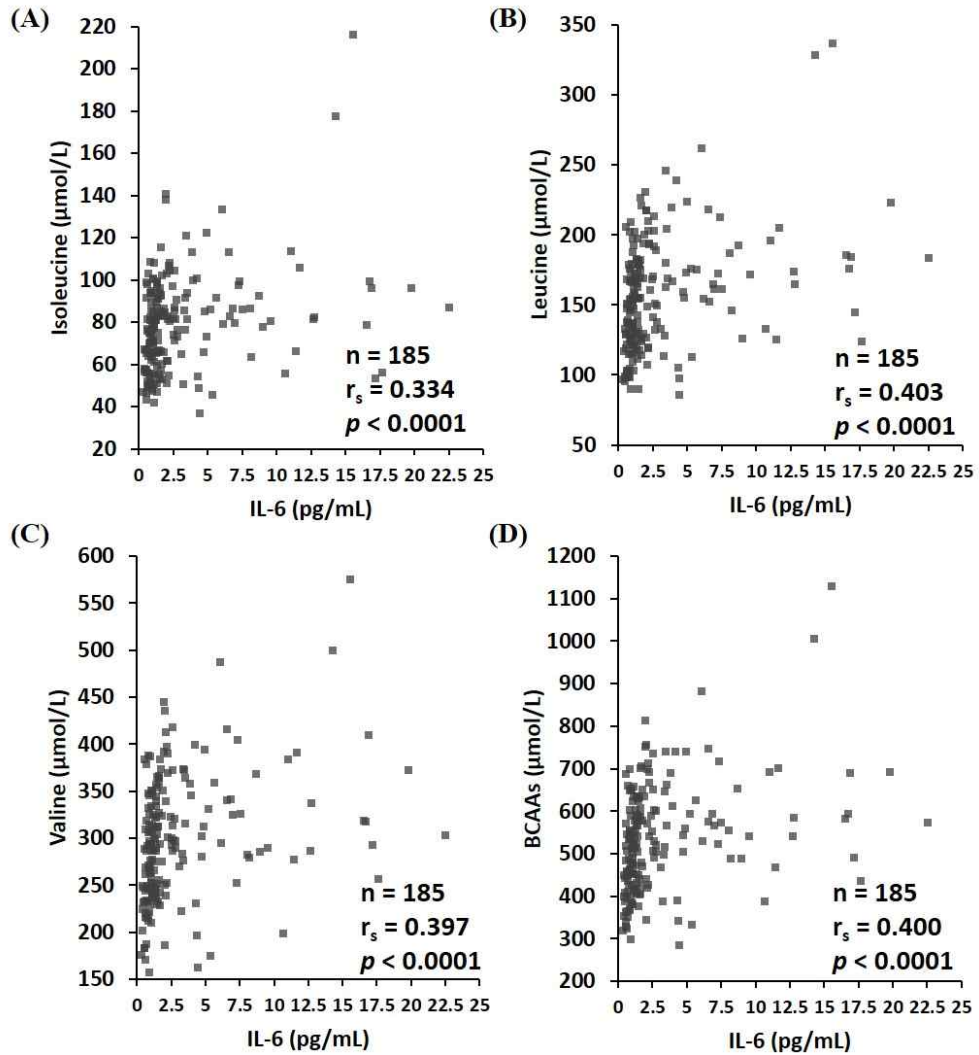 (A)
220
200
180
160
140
120
100
80
60
40
20
Isoleucine (µmol/L)
n = 185
rs = 0.334
p < 0.0001
0 2.5 5 7.5 10 12.5 15 17.5 20 22.5 25
IL-6 (pg/mL)
(B)
350
300
250
200
150
100
50
Leucine (µmol/L)
n = 185
rs = 0.403
p < 0.0001
0 2.5 5 7.5 10 12.5 15 17.5 20 22.5 25
IL-6 (pg/mL)
(C)
600
550
500
450
400
350
300
250
200
150
Valine (µmol/L)
n = 185
rs = 0.397
p < 0.0001
0 2.5 5 7.5 10 12.5 15 17.5 20 22.5 25
IL-6 (pg/mL)
(D)
1200
1100
1000
900
800
700
600
500
400
300
200
BCAAs (µmol/L)
n = 185
rs = 0.400
p < 0.0001
0 2.5 5 7.5 10 12.5 15 17.5 20 22.5 25
IL-6 (pg/mL)